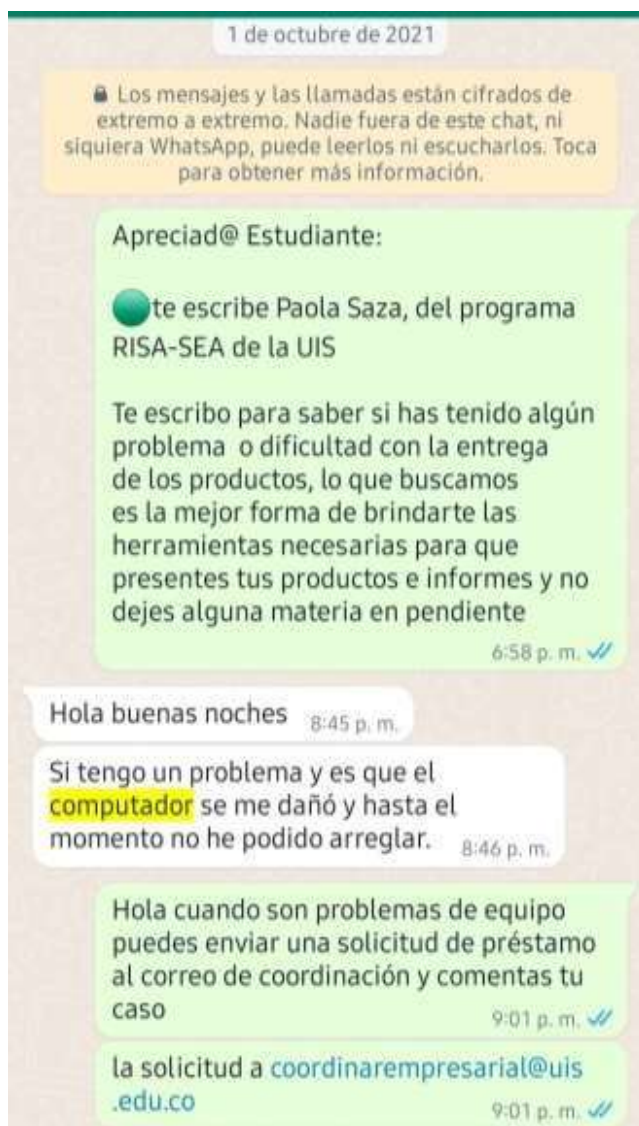 1 de octubre de 2021
Los mensajes y las llamadas están cifrados de
extremo a extremo. Nadie fuera de este chat, ni
siquiera WhatsApp, puede leerlos ni escucharlos. Toca
para obtener más información.
Apreciad@ Estudiante:
te escribe Paola Saza, del programa
RISA-SEA de la UIS
Te escribo para saber si has tenido algún
problema o dificultad con la entrega
de los productos, lo que buscamos
es la mejor forma de brindarte las
herramientas necesarias para que
presentes tus productos e informes y no
dejes alguna materia en pendiente
6:58 p. m.
Hola buenas noches 8:45 p. m.
Si tengo un problema y es que el
computador se me dañó y hasta el
momento no he podido arreglar. 8:46 p. m.
Hola cuando son problemas de equipo
puedes enviar una solicitud de préstamo
al correo de coordinación y comentas tu
caso 9:01 p. m.
la solicitud a coordinarempresarial@uis
.edu.co 9:01 p. m.